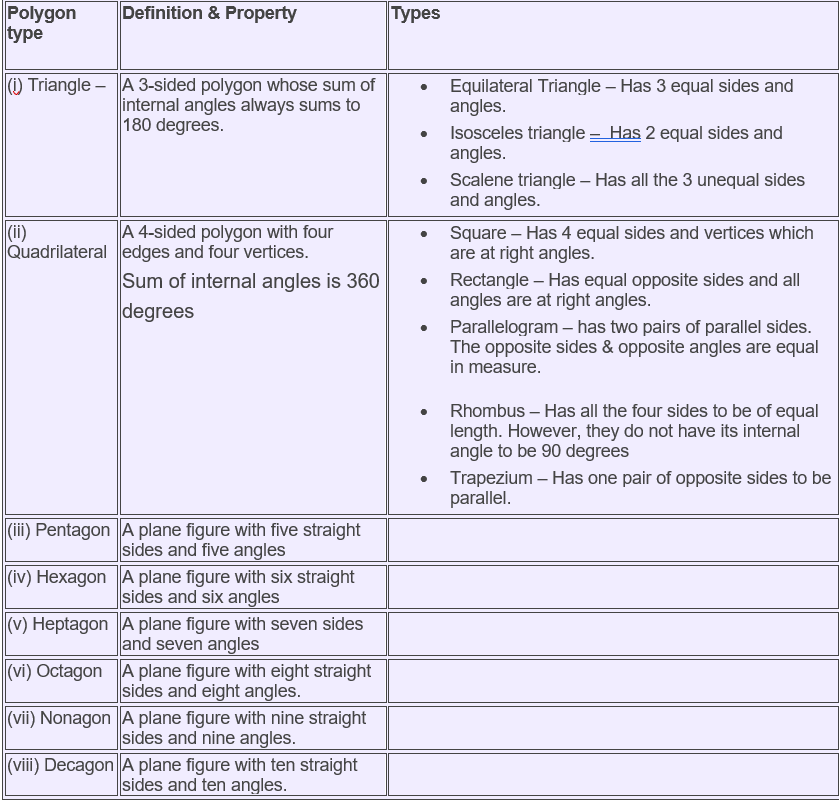 Polygon
type
Definition & Property
Types
(i) Triangle –
A 3-sided polygon whose sum of
internal angles always sums to
180 degrees.
• Equilateral Triangle – Has 3 equal sides and
angles.
• Isosceles triangle –  Has 2 equal sides and
angles.
• Scalene triangle – Has all the 3 unequal sides
and angles.
(ii)
Quadrilateral
A 4-sided polygon with four
edges and four vertices.
Sum of internal angles is 360
degrees
• Square – Has 4 equal sides and vertices which
are at right angles.
• Rectangle – Has equal opposite sides and all
angles are at right angles.
• Parallelogram – has two pairs of parallel sides.
The opposite sides & opposite angles are equal
in measure.
• Rhombus – Has all the four sides to be of equal
length. However, they do not have its internal
angle to be 90 degrees
• Trapezium – Has one pair of opposite sides to be
parallel.
(iii) Pentagon
A plane figure with five straight
sides and five angles
(iv) Hexagon
A plane figure with six straight
sides and six angles
(v) Heptagon
A plane figure with seven sides
and seven angles
(vi) Octagon
A plane figure with eight straight
sides and eight angles.
(vii) Nonagon
A plane figure with nine straight
sides and nine angles.
(viii) Decagon
A plane figure with ten straight
sides and ten angles.